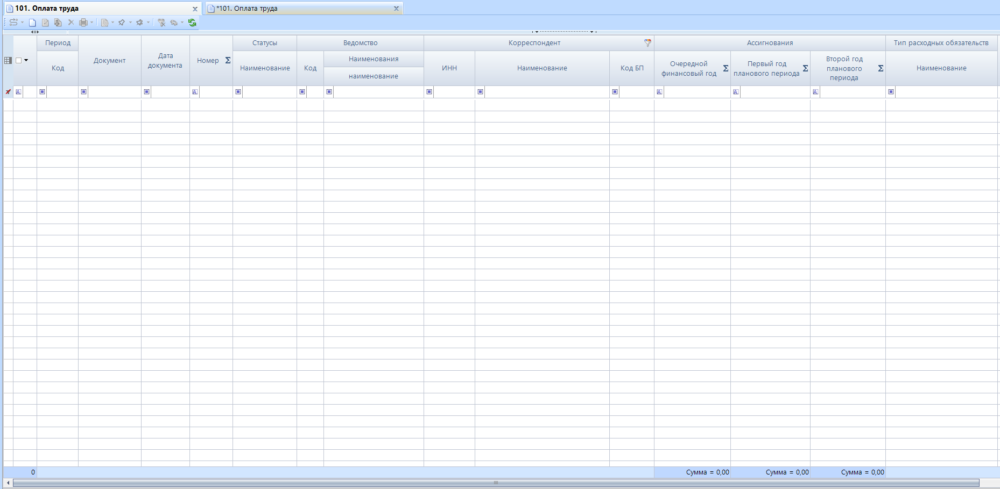 101. Оплата труда
*101. Оплата труда
Период
Статусы
Ведомство
Корреспондент
Ассигнования
Тип расходных обязательств
Код
Документ
Дата
документа
Номер
Наименование
Код
Наименования
наименование
ИНН
Наименование
Код БП
Очередной
финансовый год
Первый год
планового периода
Второй год
планового
периода
Наименование
0
Сумма = 0,00
Сумма = 0,00
Сумма = 0,00